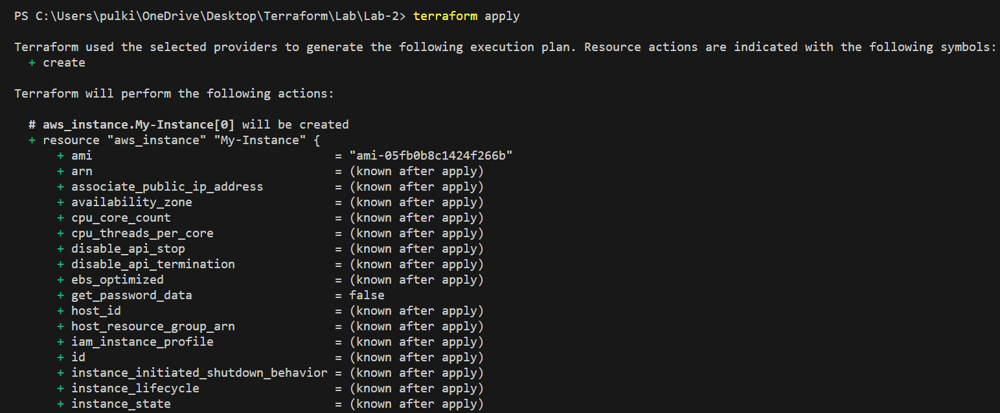 PS C:\Users\pulki\OneDrive\Desktop\Terraform\Lab\Lab-2> terraform apply
Terraform used the selected providers to generate the following execution plan. Resource actions are indicated with the following symbols:
+ create
Terraform will perform the following actions:
# aws_instance.My-Instance[0] will be created
+ resource "aws_instance" "My-Instance" {
+ ami = "ami-05fb0b8c1424f266b"
+ arn = (known after apply)
+ associate_public_ip_address = (known after apply)
+ availability_zone = (known after apply)
+ cpu_core_count = (known after apply)
+ cpu_threads_per_core = (known after apply)
+ disable_api_stop = (known after apply)
+ disable_api_termination = (known after apply)
+ ebs_optimized = (known after apply)
+ get_password_data = false
+ host_id = (known after apply)
+ host_resource_group_arn = (known after apply)
+ iam_instance_profile = (known after apply)
+ id = (known after apply)
+ instance_initiated_shutdown_behavior = (known after apply)
+ instance_lifecycle = (known after apply)
+ instance_state = (known after apply)